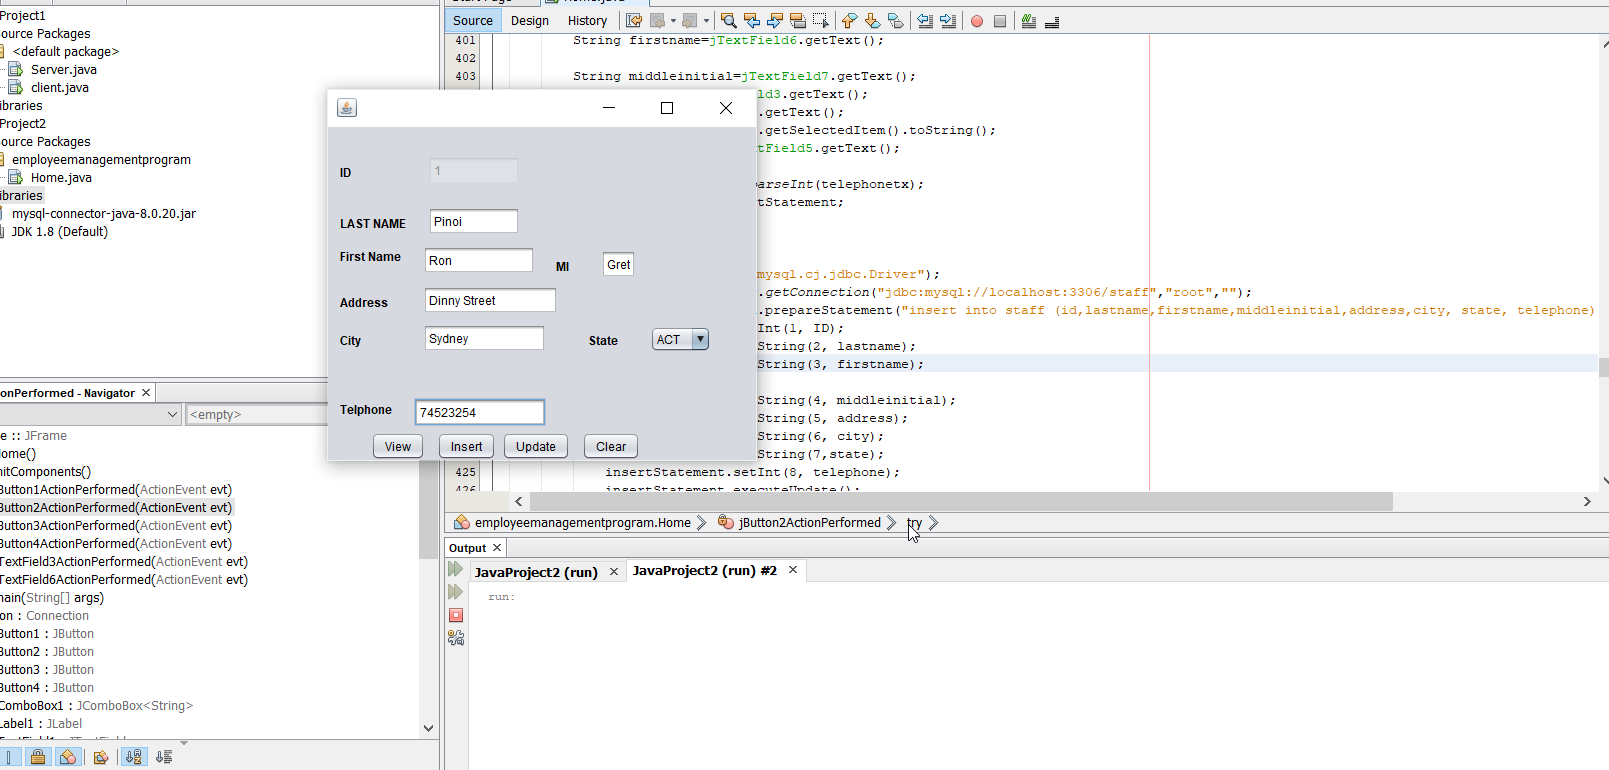 Project1
ource Packages
<default package>
Server.java
client.java
ibraries
Project2
ource Packages
employeemanagementprogram
Home.java
ibraries
mysql-connector-java-8.0.20.jar
JDK 1.8 (Default)
Home.java
Source Design History
401 String firstname=jTextField6.getText();
402
403 String middleinitial=jTextField7.getText();
ld3.getText();
.getText();
.getSelectedItem().toString();
tField5.getText();
parseInt(telephonetx);
tStatement;
mysql.cj.jdbc.Driver");
.getConnection("jdbc:mysql://localhost:3306/staff","root","");
.prepareStatement("insert into staff (id,lastname,firstname,middleinitial,address,city, state, telephone)
Int(1, ID);
String(2, lastname);
String(3, firstname);
String(4, middleinitial);
String(5, address);
String(6, city);
String(7,state);
425 insertStatement.setInt(8, telephone);
426 insertStatement.executeUpdate();
ID 1
LAST NAME Pinoi
First Name Ron MI Gret
Address Dinny Street
City Sydney State ACT
Telphone 74523254
View Insert Update Clear
onPerformed - Navigator
<empty>
e :: JFrame
ome()
nitComponents()
Button1ActionPerformed(ActionEvent evt)
Button2ActionPerformed(ActionEvent evt)
Button3ActionPerformed(ActionEvent evt)
Button4ActionPerformed(ActionEvent evt)
TextField3ActionPerformed(ActionEvent evt)
TextField6ActionPerformed(ActionEvent evt)
main(String[] args)
on : Connection
Button1 : JButton
Button2 : JButton
Button3 : JButton
Button4 : JButton
ComboBox1 : JComboBox<String>
Label1 : JLabel
employeemanagementprogram.Home jButton2ActionPerformed try
Output
JavaProject2 (run) JavaProject2 (run) #2
run: